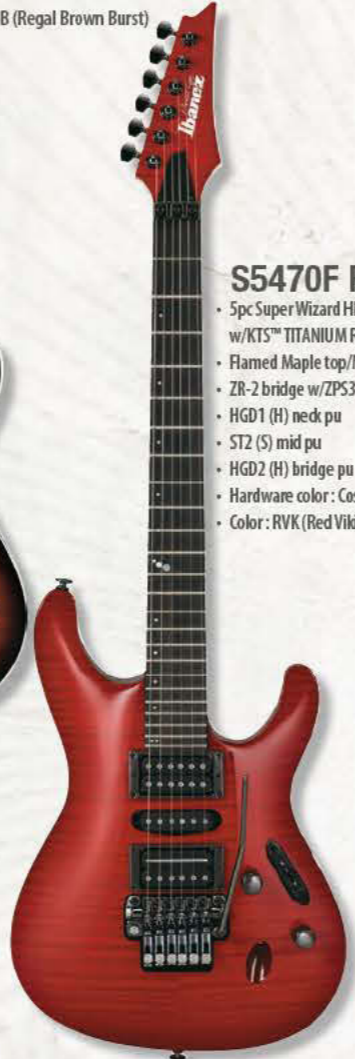 B (Regal Brown Burst)
Ibanez
S5470F
• 5pc Super Wizard
w/KTS™ TITANIUM
• Flamed Maple top/
• ZR-2 bridge w/ZPS3
• HGD1 (H) neck pu
• ST2 (S) mid pu
• HGD2 (H) bridge pu
• Hardware color : Cos
• Color : RVK (Red Vik